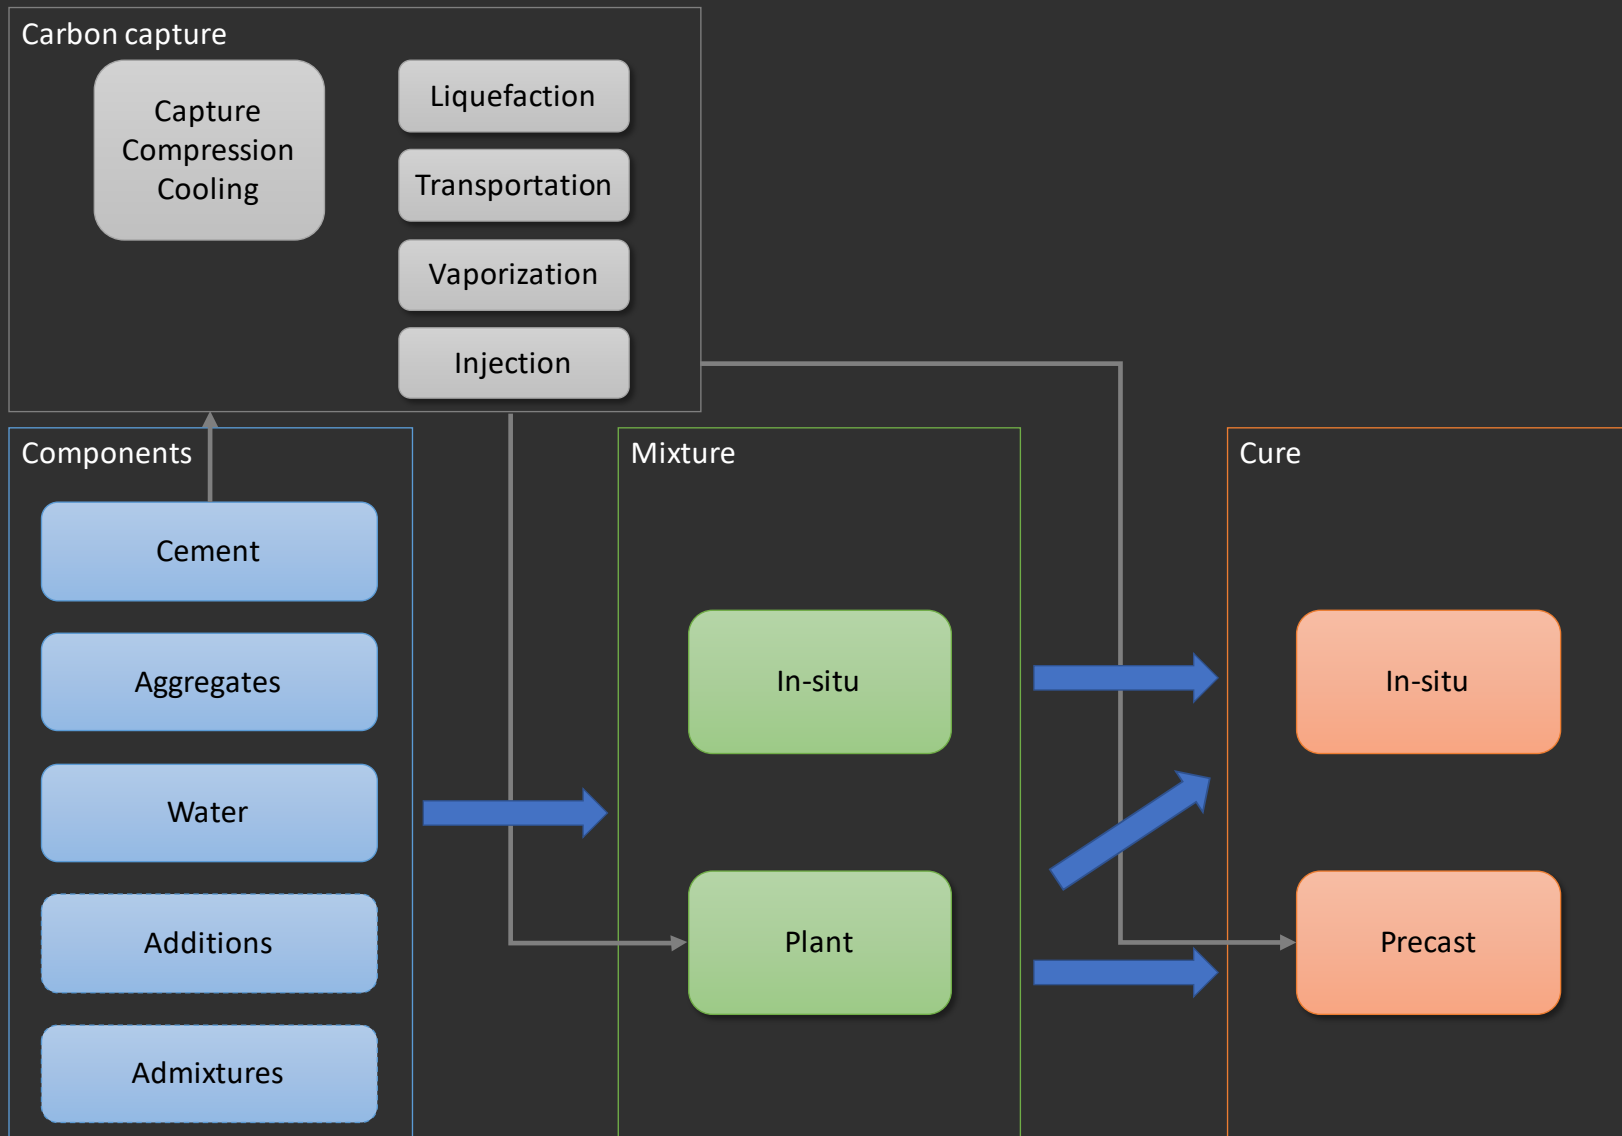 Carbon capture
Capture
Compression
Cooling
Liquefaction
Transportation
Vaporization
Injection
Components
Cement
Aggregates
Water
Additions
Admixtures
Mixture
In-situ
Plant
Cure
In-situ
Precast